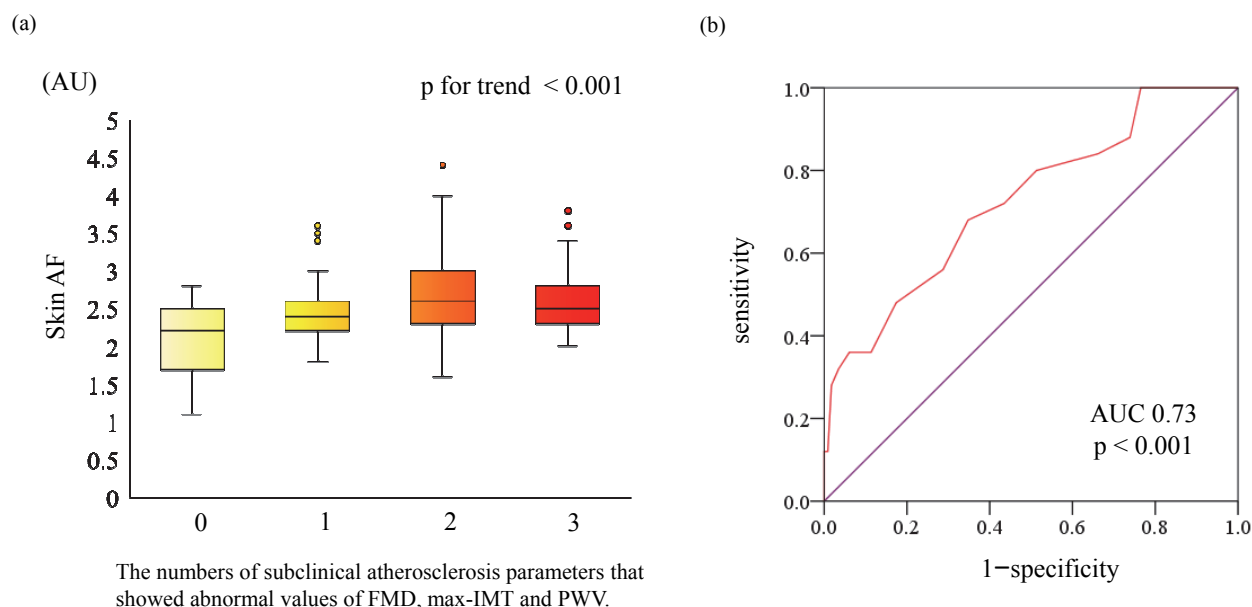 (a)
(AU)
p for trend < 0.001
Skin AF
5
4.5
4
3.5
3
2.5
2
1.5
1
0.5
0
0 1 2 3
The numbers of subclinical atherosclerosis parameters that
showed abnormal values of FMD, max-IMT and PWV.
(b)
sensitivity
1.0
0.8
0.6
0.4
0.2
0.0
AUC 0.73
p < 0.001
0.0 0.2 0.4 0.6 0.8 1.0
1−specificity